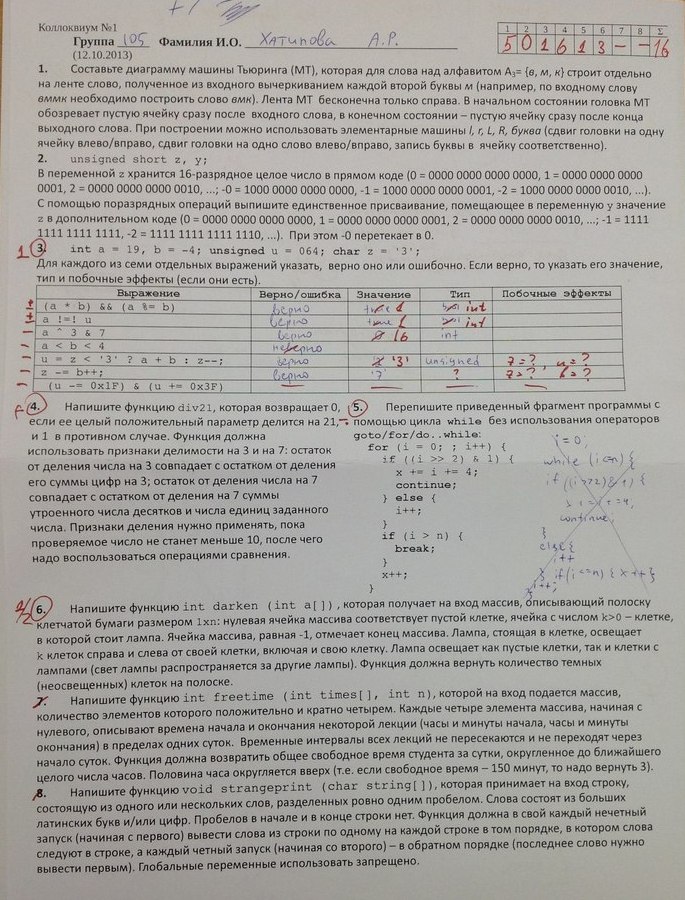 Коллоквиум №1
Группа 105 Фамилия И.О. Хатипова А.Р.
(12.10.2013)
1 2 3 4 5 6 7 8 Σ
5 0 1 6 1 3 - - 16
1. Составьте диаграмму машины Тьюринга (МТ), которая для слова над алфавитом А₃= {в, м, к} строит отдельно
на ленте слово, полученное из входного вычеркиванием каждой второй буквы м (например, по входному слову
вммк необходимо построить слово вмк). Лента МТ бесконечна только справа. В начальном состоянии головка МТ
обозревает пустую ячейку сразу после входного слова, в конечном состоянии – пустую ячейку сразу после конца
выходного слова. При построении можно использовать элементарные машины l, r, L, R, буква (сдвиг головки на одну
ячейку влево/вправо, сдвиг головки на одно слово влево/вправо, запись буквы в ячейку соответственно).
2. unsigned short z, y;
В переменной z хранится 16-разрядное целое число в прямом коде (0 = 0000 0000 0000 0000, 1 = 0000 0000 0000
0001, 2 = 0000 0000 0000 0010, ...; -0 = 1000 0000 0000 0000, -1 = 1000 0000 0000 0001, -2 = 1000 0000 0000 0010, ...).
С помощью поразрядных операций выпишите единственное присваивание, помещающее в переменную y значение
z в дополнительном коде (0 = 0000 0000 0000 0000, 1 = 0000 0000 0000 0001, 2 = 0000 0000 0000 0010, ...; -1 = 1111
1111 1111 1111, -2 = 1111 1111 1111 1110, ...). При этом -0 перетекает в 0.
1 3. int a = 19, b = -4; unsigned u = 064; char z = '3';
Для каждого из семи отдельных выражений указать, верно оно или ошибочно. Если верно, то указать его значение,
тип и побочные эффекты (если они есть).
Выражение Верно/ошибка Значение Тип Побочные эффекты
± (a * b) && (a %= b) верно true 1 int
± a !=! u верно true 1 int
- a ^ 3 & 7 верно 0 16 int
- a < b < 4 неверно
- u = z < '3' ? a + b : z--; верно '3' unsigned z=? , u=?
- z -= b++; верно '7' ? z=? , b=?
- (u -= 0x1F) & (u += 0x3F)
4. Напишите функцию div21, которая возвращает 0,
если ее целый положительный параметр делится на 21,
и 1 в противном случае. Функция должна
использовать признаки делимости на 3 и на 7: остаток
от деления числа на 3 совпадает с остатком от деления
его суммы цифр на 3; остаток от деления числа на 7
совпадает с остатком от деления на 7 суммы
утроенного числа десятков и числа единиц заданного
числа. Признаки деления нужно применять, пока
проверяемое число не станет меньше 10, после чего
надо воспользоваться операциями сравнения.
5. Перепишите приведенный фрагмент программы с
помощью цикла while без использования операторов
goto/for/do..while:
for (i = 0; ; i++) {
if ((i >> 2) & 1) {
x += i += 4;
continue;
} else {
i++;
}
if (i > n) {
break;
}
x++;
}
i = 0;
while (i<=n) {
if ((i>>2)&1) {
x+=i+=4;
continue;
}
else {
i++
} if(i<=n) { x++}
i++;
2/2 6. Напишите функцию int darken (int a[]), которая получает на вход массив, описывающий полоску
клетчатой бумаги размером 1xn: нулевая ячейка массива соответствует пустой клетке, ячейка с числом k>0 – клетке,
в которой стоит лампа. Ячейка массива, равная -1, отмечает конец массива. Лампа, стоящая в клетке, освещает
k клеток справа и слева от своей клетки, включая и свою клетку. Лампа освещает как пустые клетки, так и клетки с
лампами (свет лампы распространяется за другие лампы). Функция должна вернуть количество темных
(неосвещенных) клеток на полоске.
7. Напишите функцию int freetime (int times[], int n), которой на вход подается массив,
количество элементов которого положительно и кратно четырем. Каждые четыре элемента массива, начиная с
нулевого, описывают времена начала и окончания некоторой лекции (часы и минуты начала, часы и минуты
окончания) в пределах одних суток. Временные интервалы всех лекций не пересекаются и не переходят через
начало суток. Функция должна возвратить общее свободное время студента за сутки, округленное до ближайшего
целого числа часов. Половина часа округляется вверх (т.е. если свободное время – 150 минут, то надо вернуть 3).
8. Напишите функцию void strangeprint (char string[]), которая принимает на вход строку,
состоящую из одного или нескольких слов, разделенных ровно одним пробелом. Слова состоят из больших
латинских букв и/или цифр. Пробелов в начале и в конце строки нет. Функция должна в свой каждый нечетный
запуск (начиная с первого) вывести слова из строки по одному на каждой строке в том порядке, в котором слова
следуют в строке, а каждый четный запуск (начиная со второго) – в обратном порядке (последнее слово нужно
вывести первым). Глобальные переменные использовать запрещено.